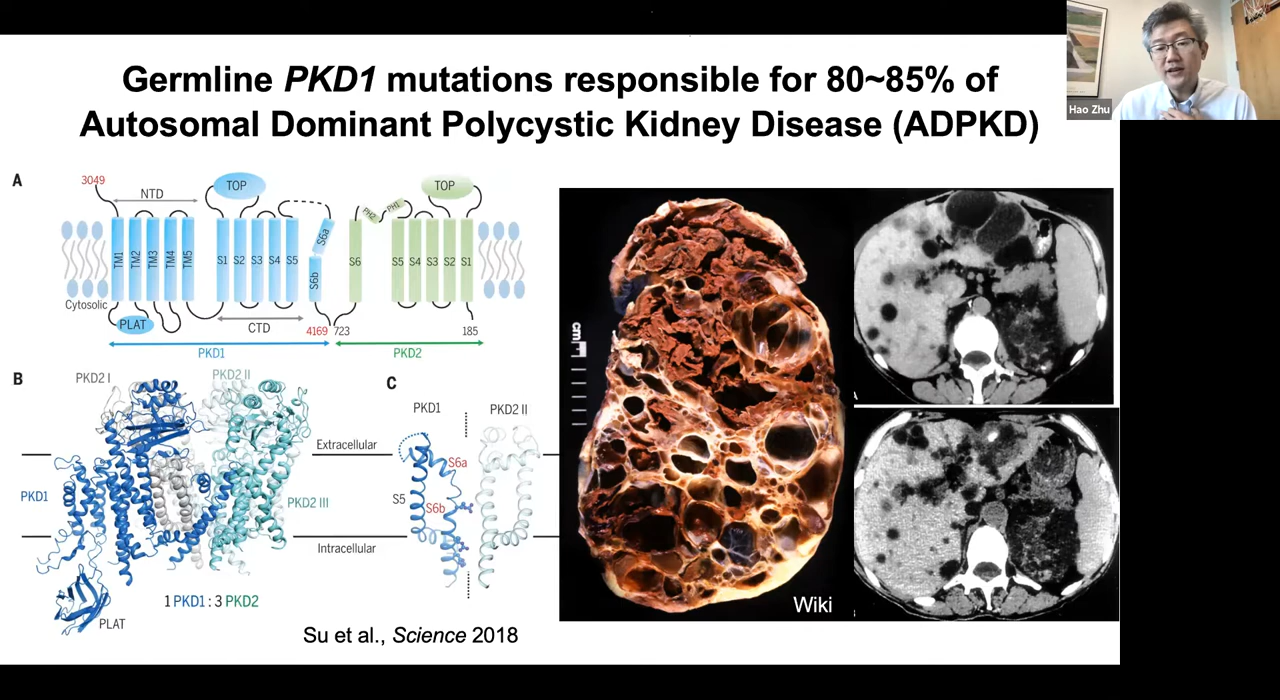 Germline PKD1 mutations responsible for 80~85% of
Autosomal Dominant Polycystic Kidney Disease (ADPKD)
Hao Zhu
A
3049
NTD
TOP
TOP
PH2
PH1
TM1
TM2
TM3
TM4
TM5
S1
S2
S3
S4
S5
S6b
S6a
S6
S5
S4
S3
S2
S1
Cytosolic
PLAT
CTD
4169
723
185
PKD1
PKD2
B
PKD2 I
PKD2 II
PKD1
PKD2 III
PLAT
1 PKD1 : 3 PKD2
Extracellular
Intracellular
C
PKD1
PKD2 II
S6a
S5
S6b
Su et al., Science 2018
cm
Wiki
A